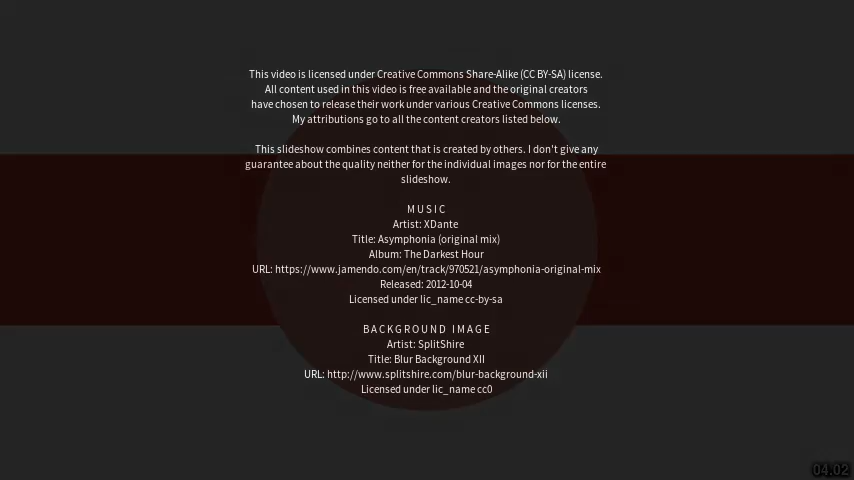 This video is licensed under Creative Commons Share-Alike (CC BY-SA) license.
All content used in this video is free available and the original creators
have chosen to release their work under various Creative Commons licenses.
My attributions go to all the content creators listed below.
This slideshow combines content that is created by others. I don't give any
guarantee about the quality neither for the individual images nor for the entire
slideshow.
MUSIC
Artist: XDante
Title: Asymphonia (original mix)
Album: The Darkest Hour
URL: https://www.jamendo.com/en/track/970521/asymphonia-original-mix
Released: 2012-10-04
Licensed under lic_name cc-by-sa
BACKGROUND IMAGE
Artist: SplitShire
Title: Blur Background XII
URL: http://www.splitshire.com/blur-background-xii
Licensed under lic_name cc0
04:02